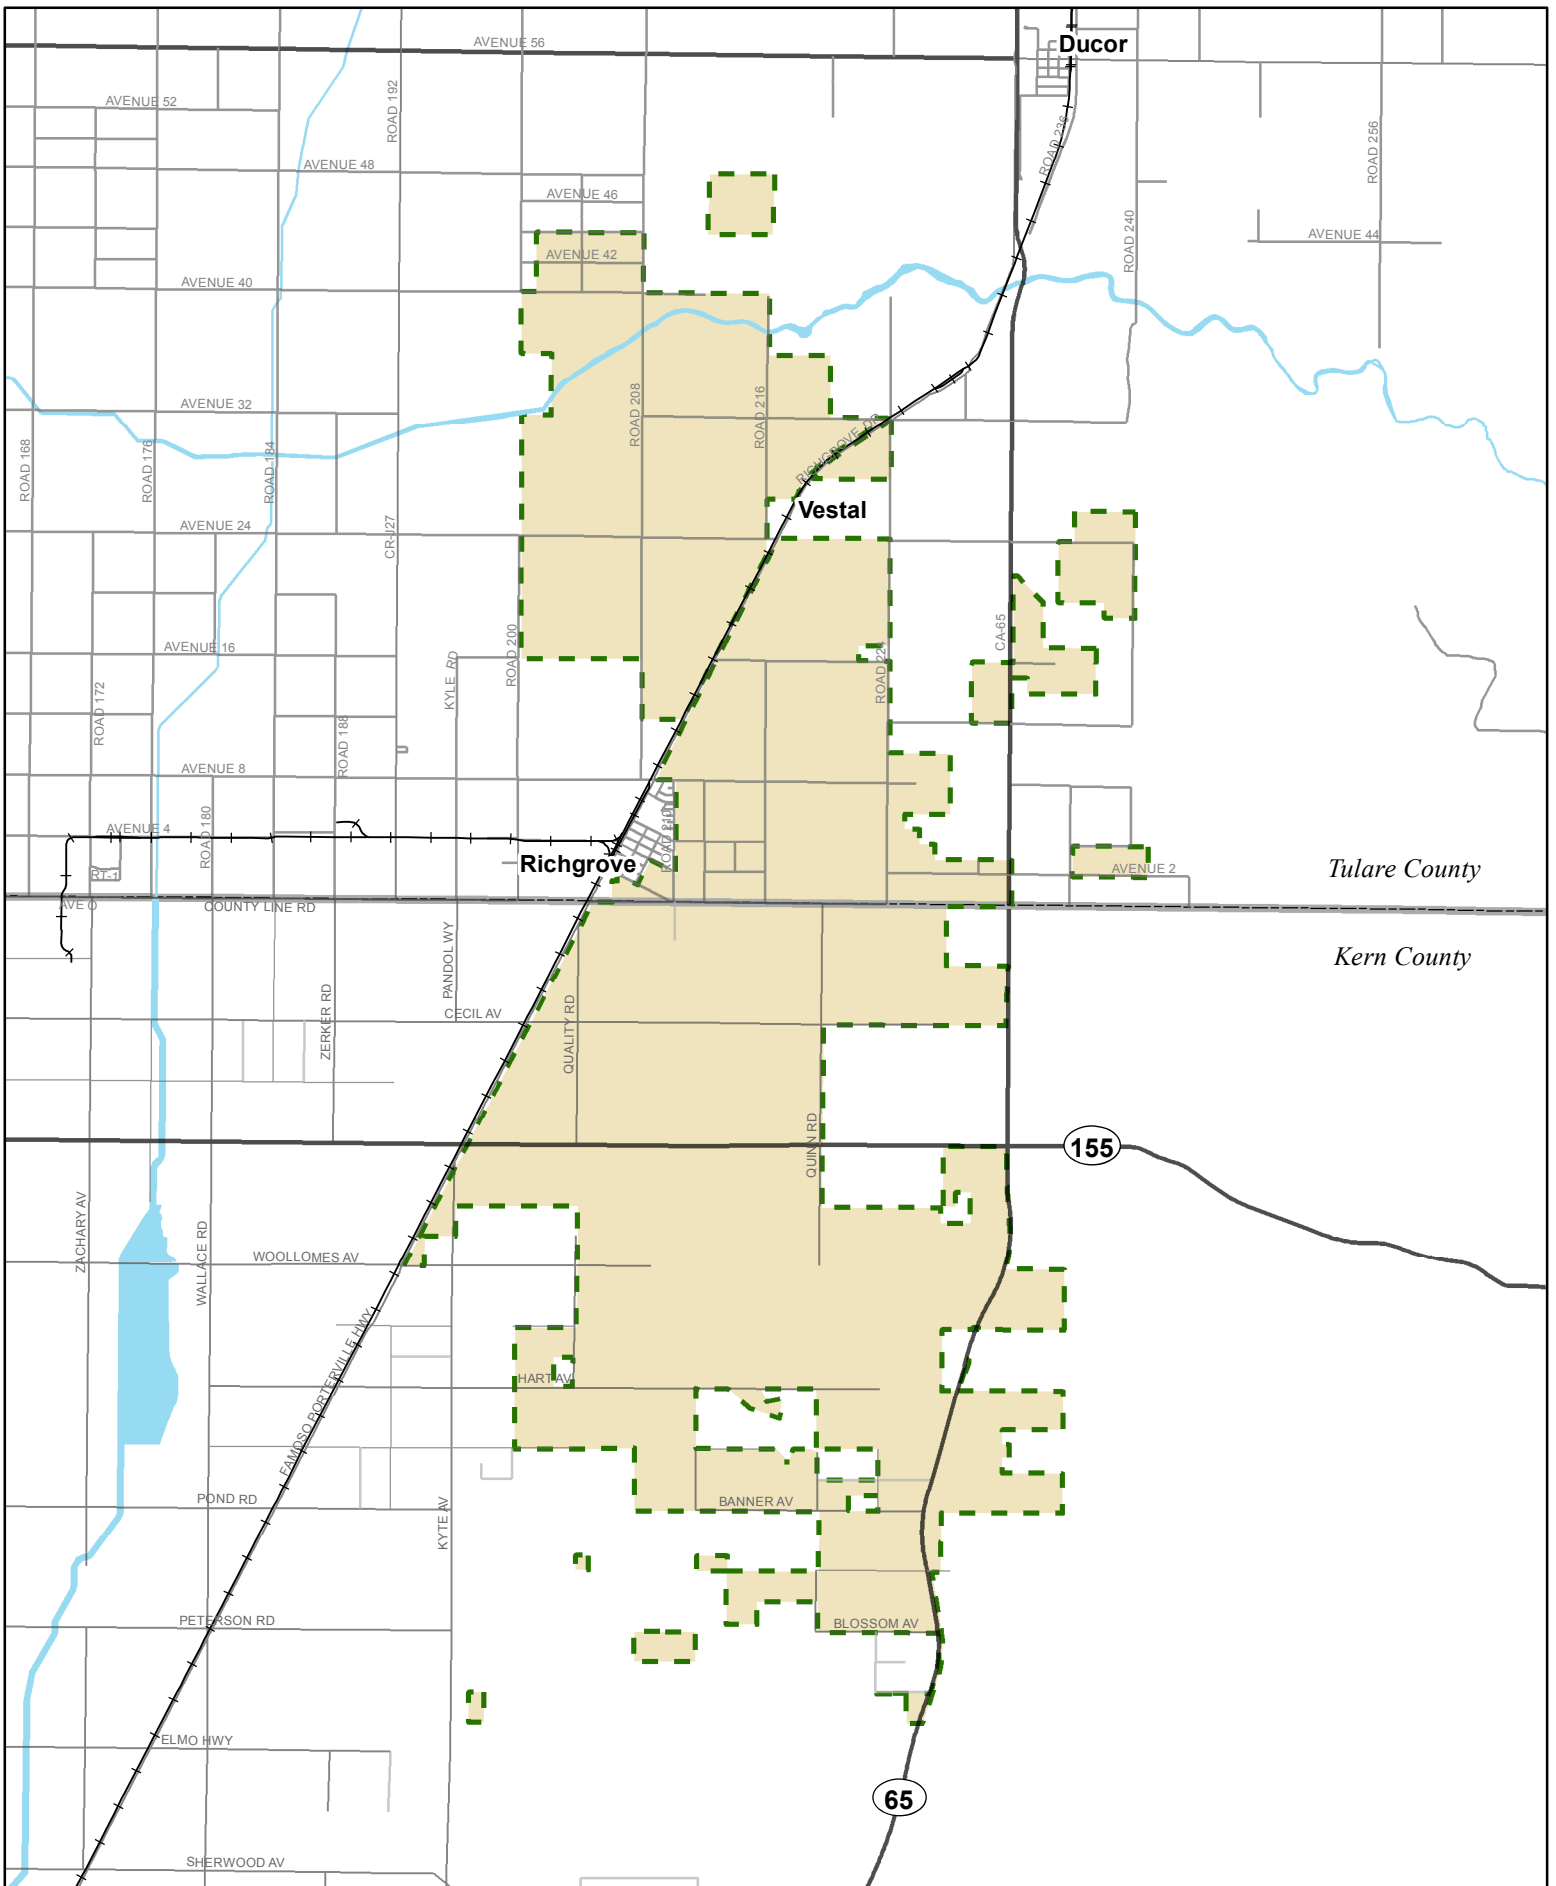 AVENUE 56
Ducor
AVENUE 52
ROAD 192
ROAD 236
ROAD 256
AVENUE 48
AVENUE 46
ROAD 240
AVENUE 44
AVENUE 42
AVENUE 40
AVENUE 32
ROAD 208
ROAD 216
RICHGROVE DR
ROAD 168
ROAD 176
ROAD 184
Vestal
AVENUE 24
CR-J27
CA-65
AVENUE 16
KYLE RD
ROAD 200
ROAD 224
ROAD 172
ROAD 188
AVENUE 8
ROAD 180
AVENUE 4
ROAD 210
Richgrove
RT-1
AVENUE 2
Tulare County
AVE 0
COUNTY LINE RD
Kern County
PANDOL WY
CECIL AV
ZERKER RD
QUALITY RD
QUINN RD
155
ZACHARY AV
WALLACE RD
WOOLLOMES AV
FAMOSO PORTERVILLE HWY
HART AV
POND RD
BANNER AV
KYTE AV
PETERSON RD
BLOSSOM AV
ELMO HWY
65
SHERWOOD AV